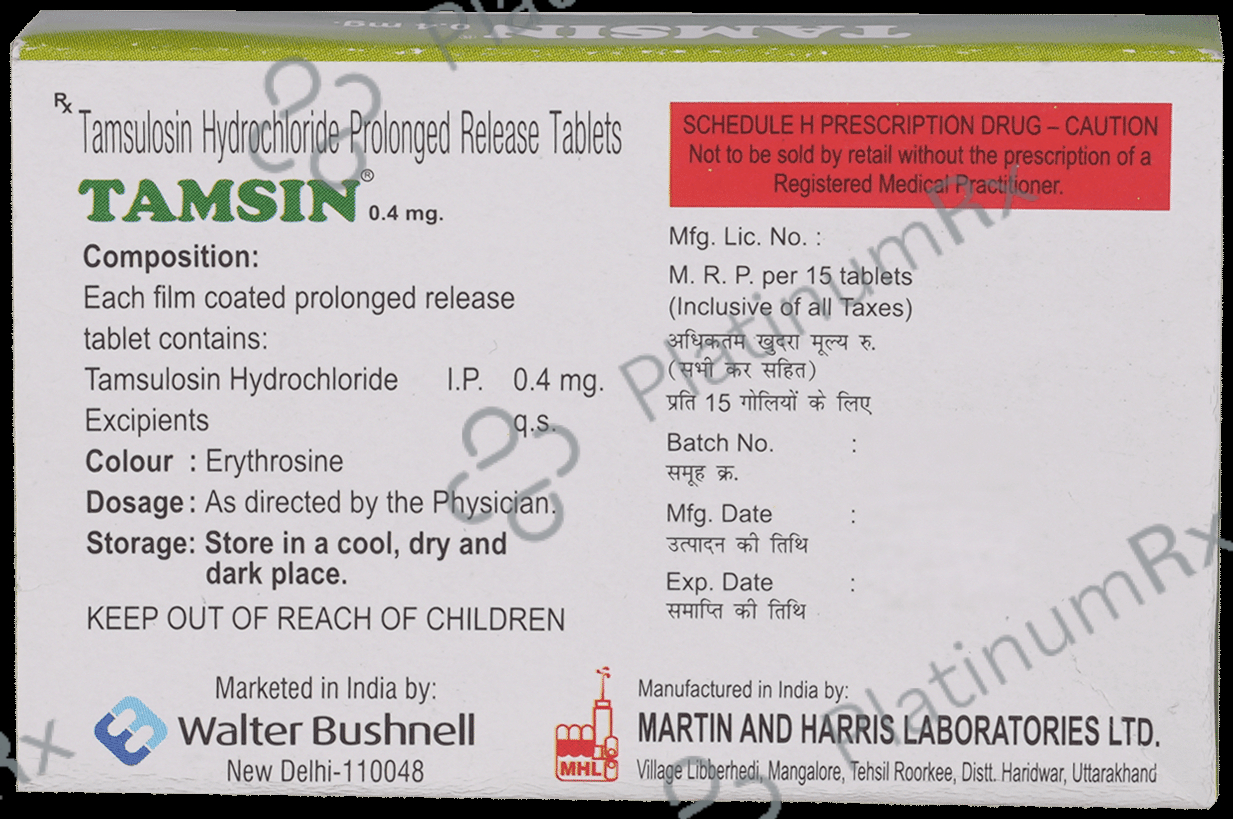 TAMSIN 0.4 mg.
Rx
Tamsulosin Hydrochloride Prolonged Release Tablets
TAMSIN® 0.4 mg.
Composition:
Each film coated prolonged release
tablet contains:
Tamsulosin Hydrochloride I.P. 0.4 mg.
Excipients q.s.
Colour : Erythrosine
Dosage : As directed by the Physician.
Storage: Store in a cool, dry and
dark place.
KEEP OUT OF REACH OF CHILDREN
Marketed in India by:
Walter Bushnell
New Delhi-110048
SCHEDULE H PRESCRIPTION DRUG – CAUTION
Not to be sold by retail without the prescription of a
Registered Medical Practitioner.
Mfg. Lic. No. :
M. R. P. per 15 tablets
(Inclusive of all Taxes)
अधिकतम खुदरा मूल्य रु.
(सभी कर सहित)
प्रति 15 गोलियों के लिए
Batch No. :
समूह क्र.
Mfg. Date :
उत्पादन की तिथि
Exp. Date :
समाप्ति की तिथि
MHL
Manufactured in India by:
MARTIN AND HARRIS LABORATORIES LTD.
Village Libberhedi, Mangalore, Tehsil Roorkee, Distt. Haridwar, Uttarakhand
PlatinumRx
PlatinumRx